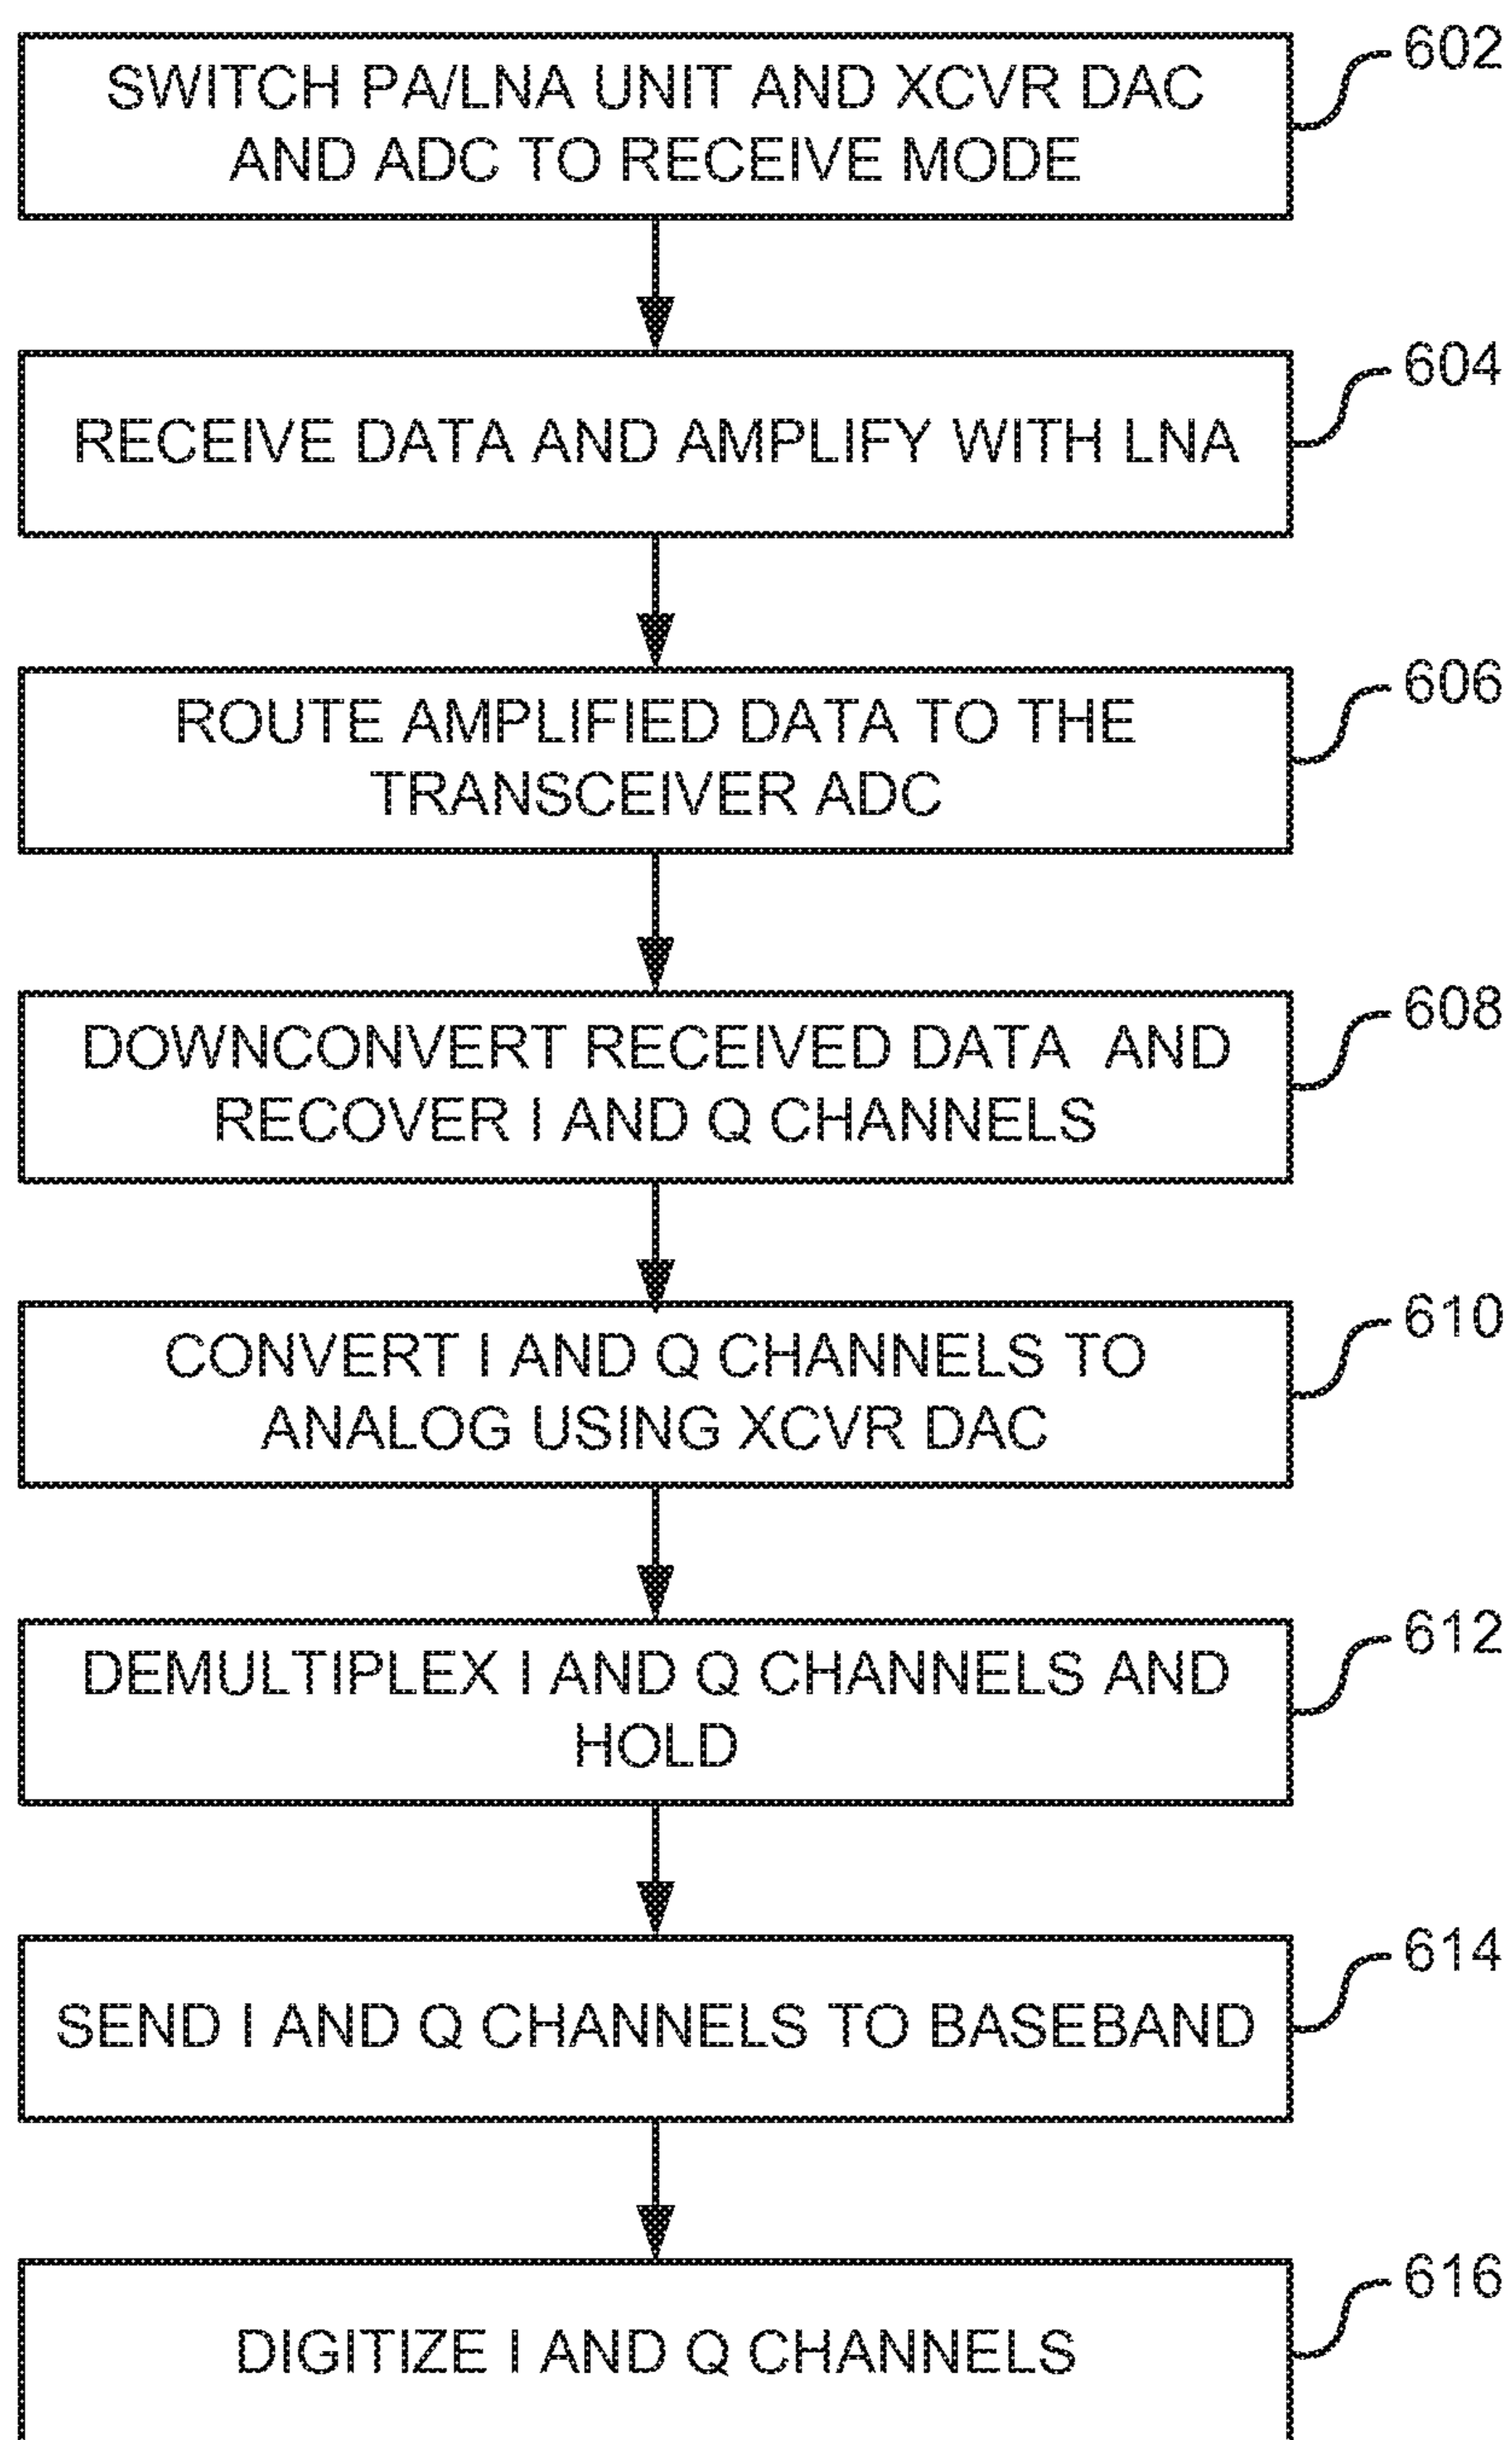 SWITCH PA/LNA UNIT AND XCVR DAC
AND ADC TO RECEIVE MODE
602
RECEIVE DATA AND AMPLIFY WITH LNA
604
ROUTE AMPLIFIED DATA TO THE
TRANSCEIVER ADC
606
DOWNCONVERT RECEIVED DATA AND
RECOVER I AND Q CHANNELS
608
CONVERT I AND Q CHANNELS TO
ANALOG USING XCVR DAC
610
DEMULTIPLEX I AND Q CHANNELS AND
HOLD
612
SEND I AND Q CHANNELS TO BASEBAND
614
DIGITIZE I AND Q CHANNELS
616